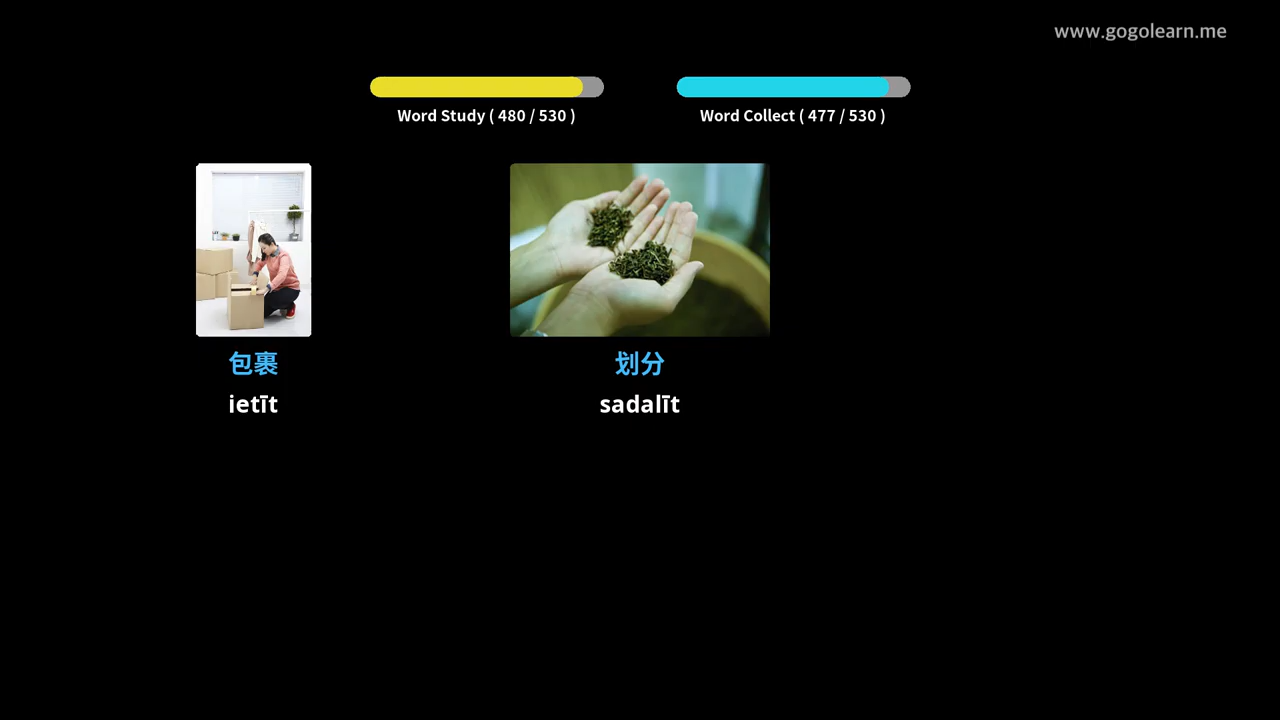 www.gogolearn.me
Word Study ( 480 / 530 )
Word Collect ( 477 / 530 )
包裹
ietīt
划分
sadalīt